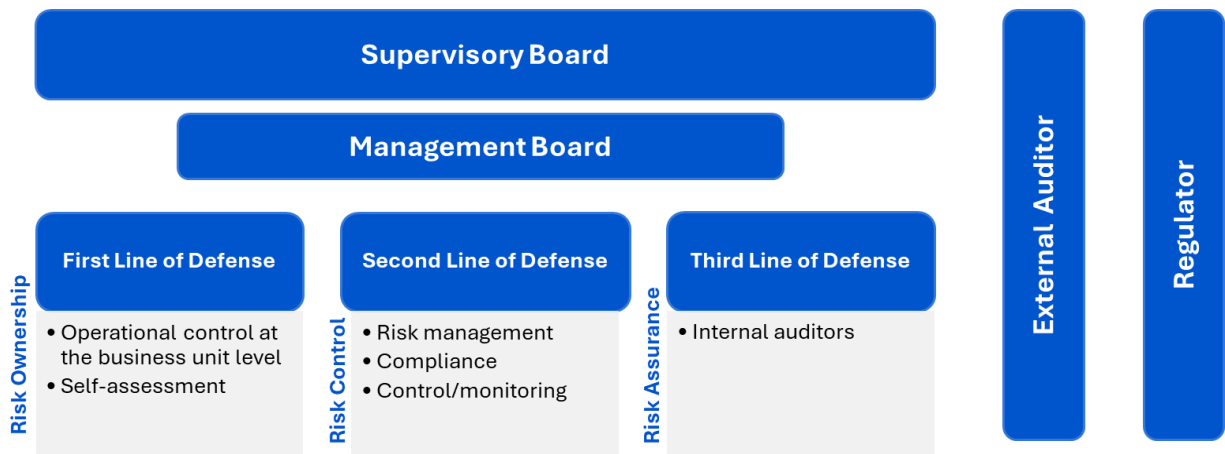 Supervisory Board
Management Board
First Line of Defense
Risk Ownership
• Operational control at
the business unit level
• Self-assessment
Second Line of Defense
Risk Control
• Risk management
• Compliance
• Control/monitoring
Third Line of Defense
Risk Assurance
• Internal auditors
External Auditor
Regulator